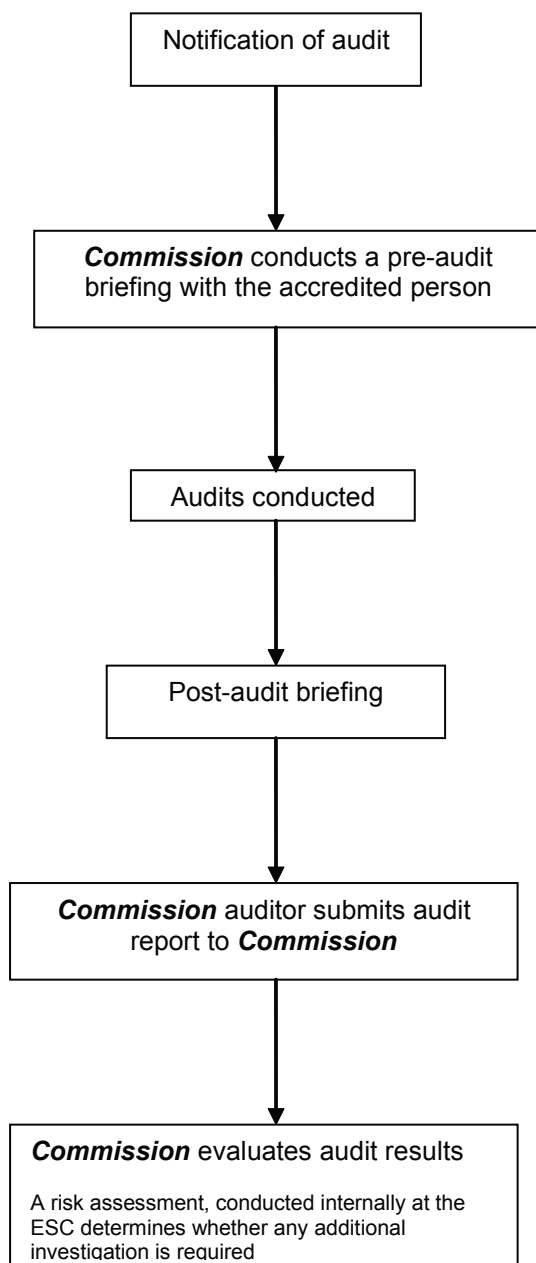 Notification of audit
Commission conducts a pre-audit
briefing with the accredited person
Audits conducted
Post-audit briefing
Commission auditor submits audit
report to Commission
Commission evaluates audit results
A risk assessment, conducted internally at the
ESC determines whether any additional
investigation is required